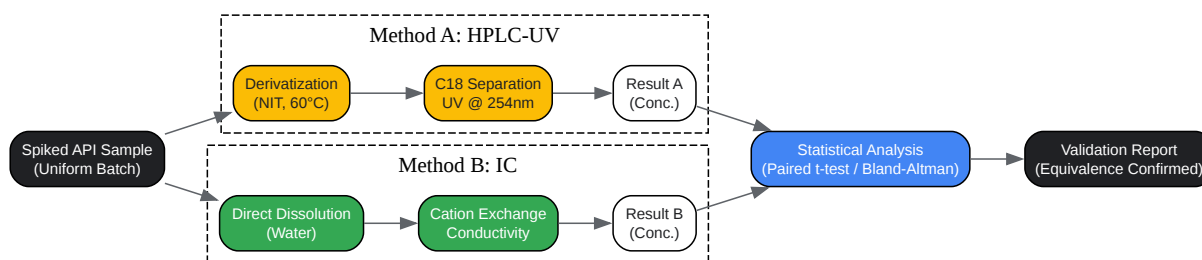 Method A: HPLC-UV
Derivatization
(NIT, 60°C)
C18 Separation
UV @ 254nm
Result A
(Conc.)
Spiked API Sample
(Uniform Batch)
Method B: IC
Direct Dissolution
(Water)
Cation Exchange
Conductivity
Result B
(Conc.)
Statistical Analysis
(Paired t-test / Bland-Altman)
Validation Report
(Equivalence Confirmed)